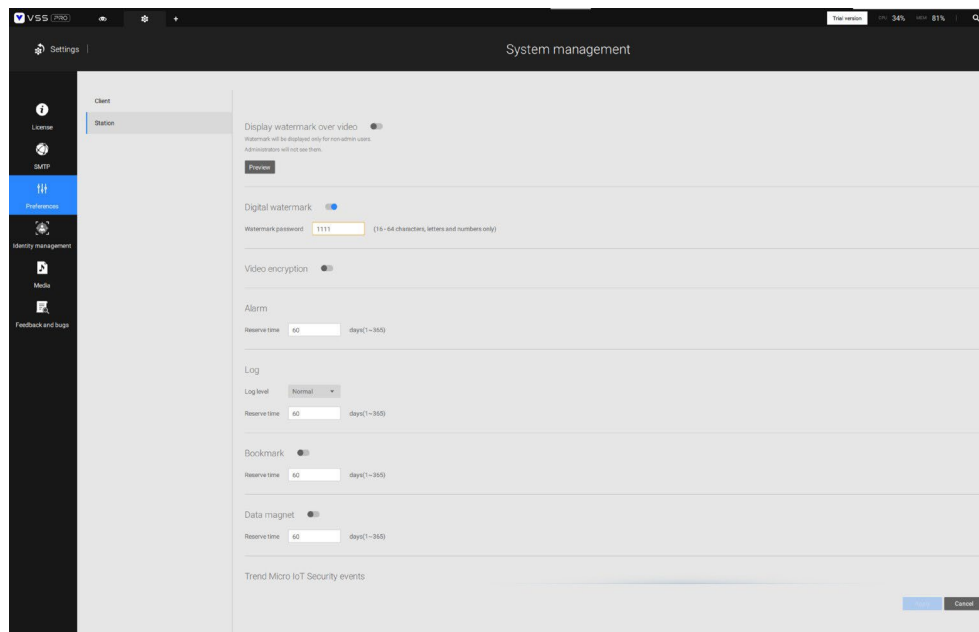 VSS PRO
Trial version CPU 34% MEM 81%
Settings
System management
License
SMTP
Preferences
Identity management
Media
Feedback and bugs
Client
Station
Display watermark over video
Watermark will be displayed only for non-admin users.
Administrators will not see them.
Preview
Digital watermark
Watermark password 1111 (16~64 characters, letters and numbers only)
Video encryption
Alarm
Reserve time 60 days(1~365)
Log
Log level Normal
Reserve time 60 days(1~365)
Bookmark
Reserve time 60 days(1~365)
Data magnet
Reserve time 60 days(1~365)
Trend Micro IoT Security events
Cancel